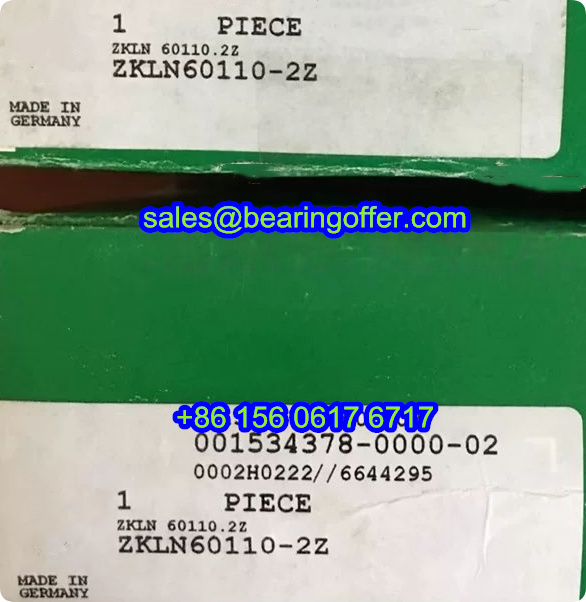 1 PIECE
ZKLN 60110.2Z
ZKLN60110-2Z
MADE IN
GERMANY
sales@bearingoffer.com
+86 156 0617 6717
001534378-0000-02
0002H0222//6644295
1 PIECE
ZKLN 60110.2Z
ZKLN60110-2Z
MADE IN
GERMANY